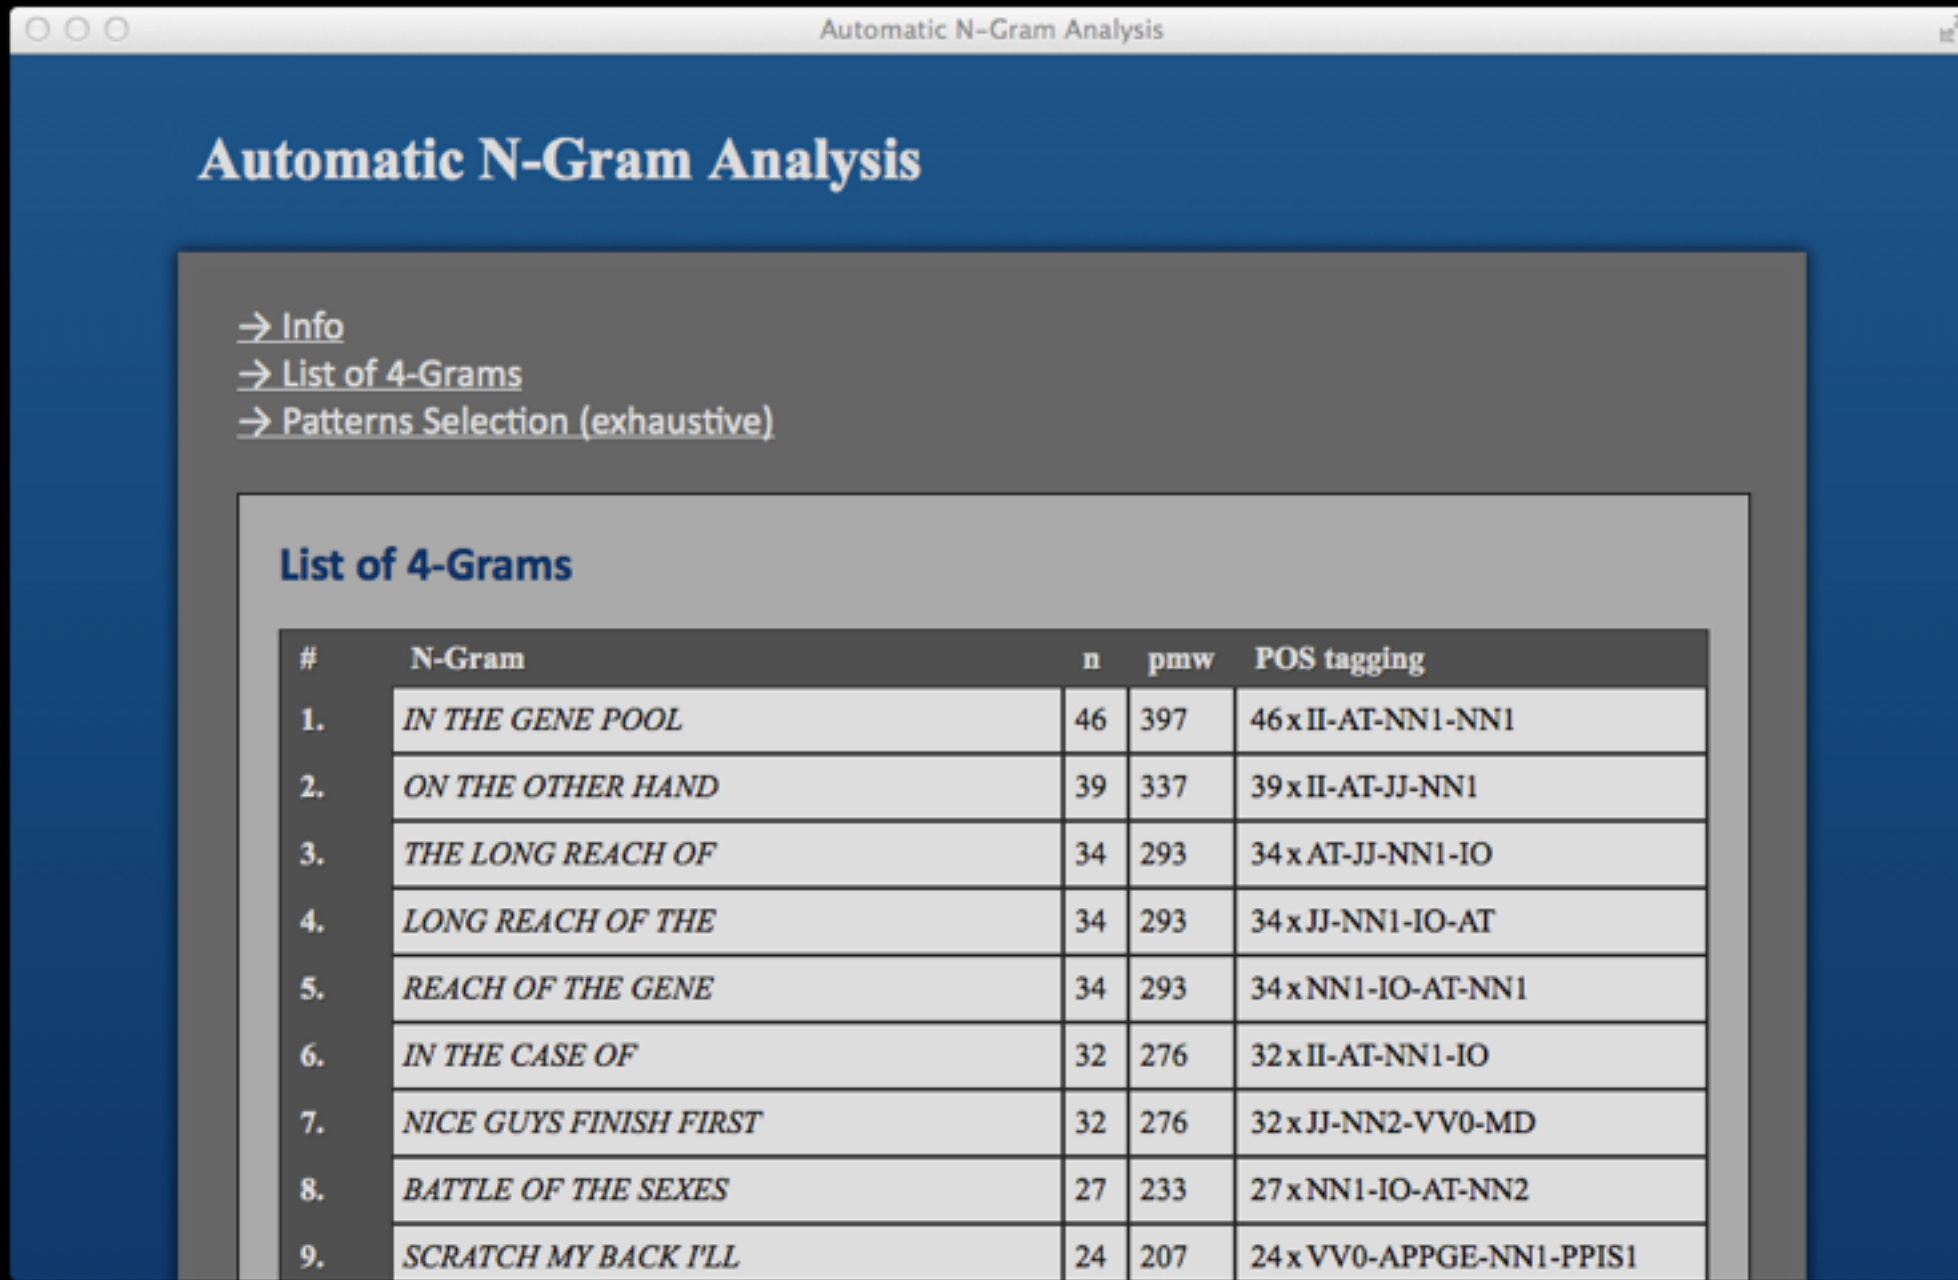 Automatic N-Gram Analysis
Automatic N-Gram Analysis
→ Info
→ List of 4-Grams
→ Patterns Selection (exhaustive)
List of 4-Grams
# N-Gram n pmw POS tagging
1. IN THE GENE POOL 46 397 46 x II-AT-NN1-NN1
2. ON THE OTHER HAND 39 337 39 x II-AT-JJ-NN1
3. THE LONG REACH OF 34 293 34 x AT-JJ-NN1-IO
4. LONG REACH OF THE 34 293 34 x JJ-NN1-IO-AT
5. REACH OF THE GENE 34 293 34 x NN1-IO-AT-NN1
6. IN THE CASE OF 32 276 32 x II-AT-NN1-IO
7. NICE GUYS FINISH FIRST 32 276 32 x JJ-NN2-VV0-MD
8. BATTLE OF THE SEXES 27 233 27 x NN1-IO-AT-NN2
9. SCRATCH MY BACK I'LL 24 207 24 x VV0-APPGE-NN1-PPIS1